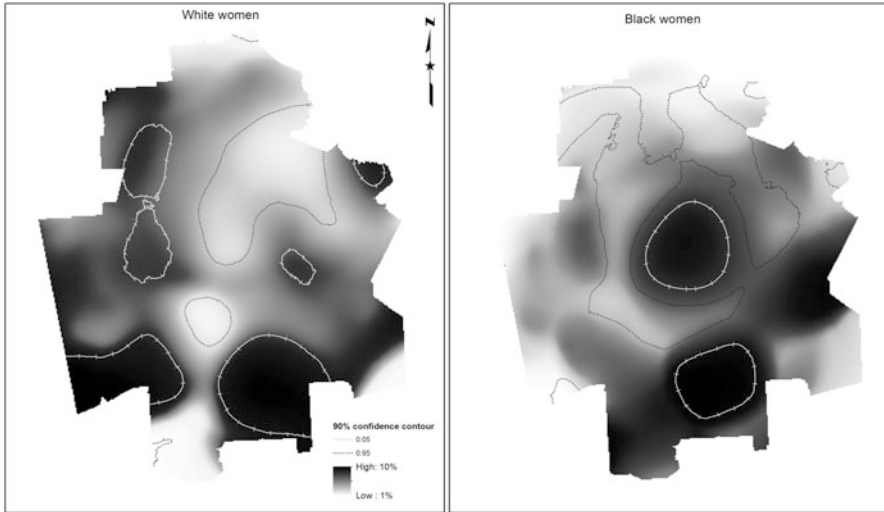 White women
N
Black women
90% confidence contour
0.05
0.95
High: 10%
Low : 1%